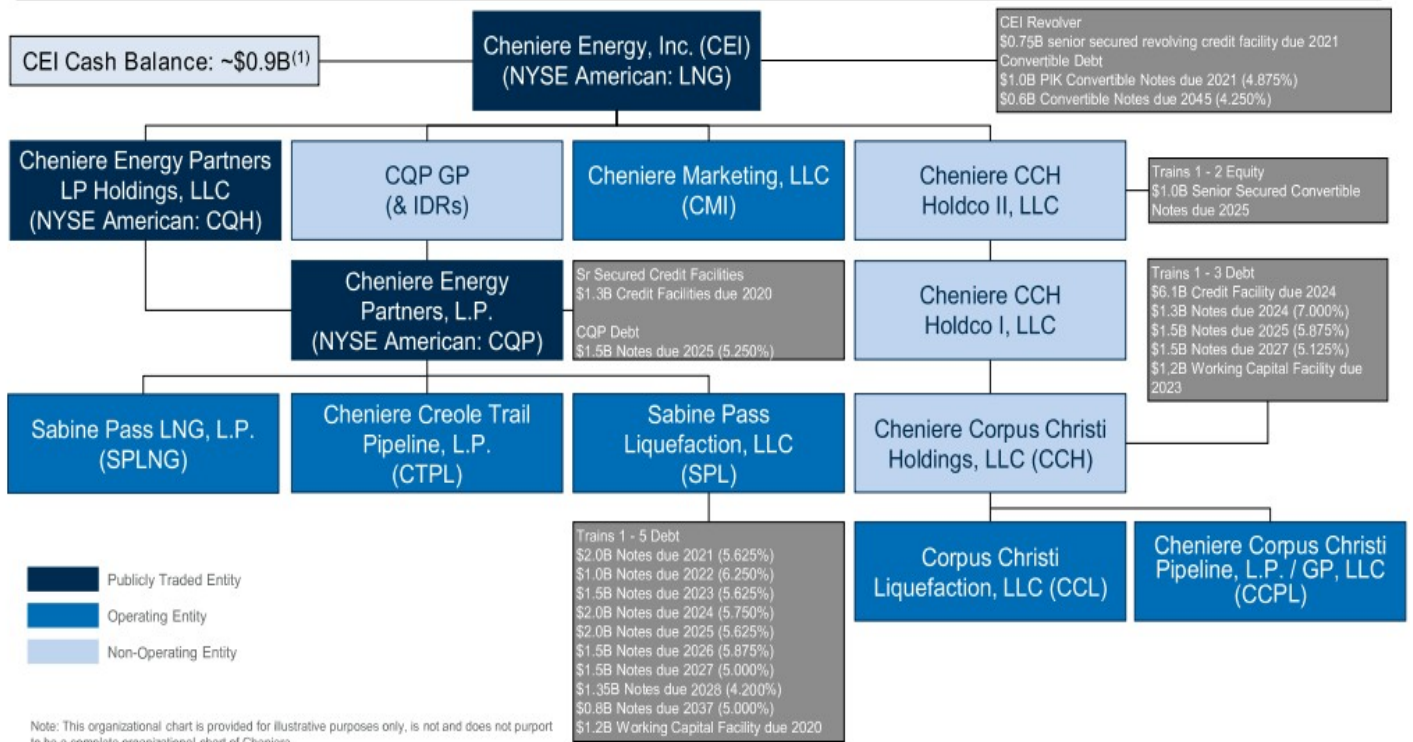 CEI Cash Balance: ~$0.9B(1)
Cheniere Energy, Inc. (CEI)
(NYSE American: LNG)
CEI Revolver
$0.75B senior secured revolving credit facility due 2021
Convertible Debt
$1.0B PIK Convertible Notes due 2021 (4.875%)
$0.6B Convertible Notes due 2045 (4.250%)
Cheniere Energy Partners
LP Holdings, LLC
(NYSE American: CQH)
CQP GP
(& IDRs)
Cheniere Marketing, LLC
(CMI)
Cheniere CCH
Holdco II, LLC
Trains 1 - 2 Equity
$1.0B Senior Secured Convertible
Notes due 2025
Cheniere Energy
Partners, L.P.
(NYSE American: CQP)
Sr Secured Credit Facilities
$1.3B Credit Facilities due 2020
CQP Debt
$1.5B Notes due 2025 (5.250%)
Cheniere CCH
Holdco I, LLC
Trains 1 - 3 Debt
$6.1B Credit Facility due 2024
$1.3B Notes due 2024 (7.000%)
$1.5B Notes due 2025 (5.875%)
$1.5B Notes due 2027 (5.125%)
$1,2B Working Capital Facility due
2023
Sabine Pass LNG, L.P.
(SPLNG)
Cheniere Creole Trail
Pipeline, L.P.
(CTPL)
Sabine Pass
Liquefaction, LLC
(SPL)
Cheniere Corpus Christi
Holdings, LLC (CCH)
Trains 1 - 5 Debt
$2.0B Notes due 2021 (5.625%)
$1.0B Notes due 2022 (6.250%)
$1.5B Notes due 2023 (5.625%)
$2.0B Notes due 2024 (5.750%)
$2.0B Notes due 2025 (5.625%)
$1.5B Notes due 2026 (5.875%)
$1.5B Notes due 2027 (5.000%)
$1.35B Notes due 2028 (4.200%)
$0.8B Notes due 2037 (5.000%)
$1.2B Working Capital Facility due 2020
Corpus Christi
Liquefaction, LLC (CCL)
Cheniere Corpus Christi
Pipeline, L.P. / GP, LLC
(CCPL)
Publicly Traded Entity
Operating Entity
Non-Operating Entity
Note: This organizational chart is provided for illustrative purposes only, is not and does not purport
to be a complete organizational chart of Cheniere